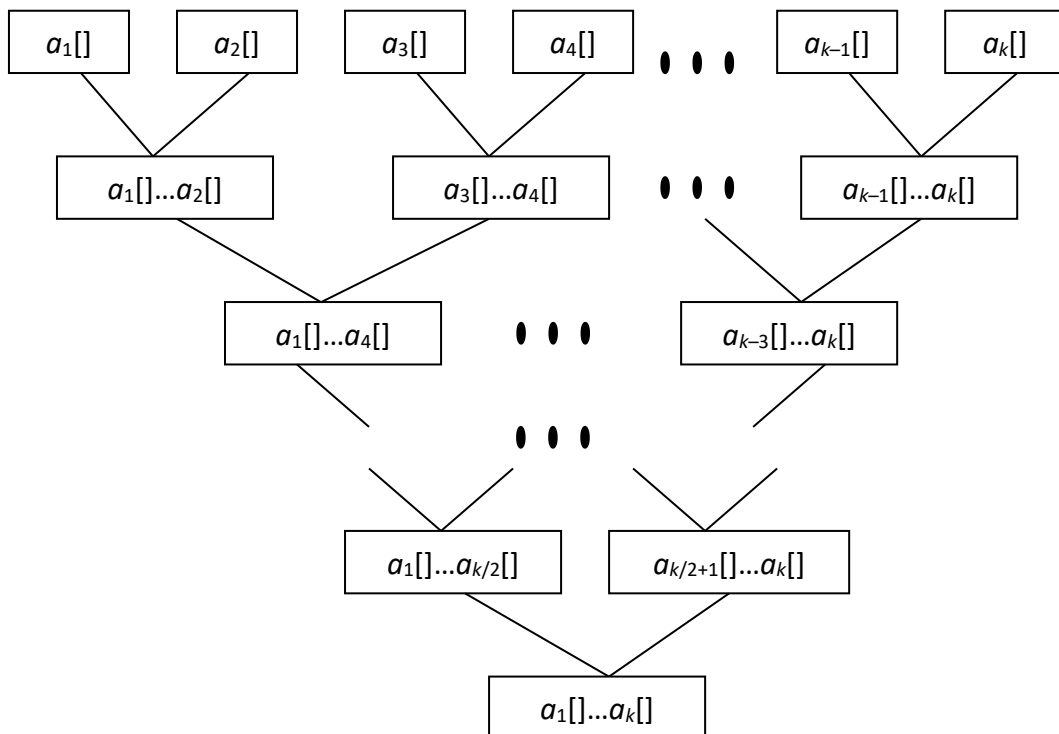 a₁[] a₂[] a₃[] a₄[] aₖ₋₁[] aₖ[]
a₁[]...a₂[] a₃[]...a₄[] aₖ₋₁[]...aₖ[]
a₁[]...a₄[] aₖ₋₃[]...aₖ[]
a₁[]...aₖ/₂[] aₖ/₂₊₁[]...aₖ[]
a₁[]...aₖ[]